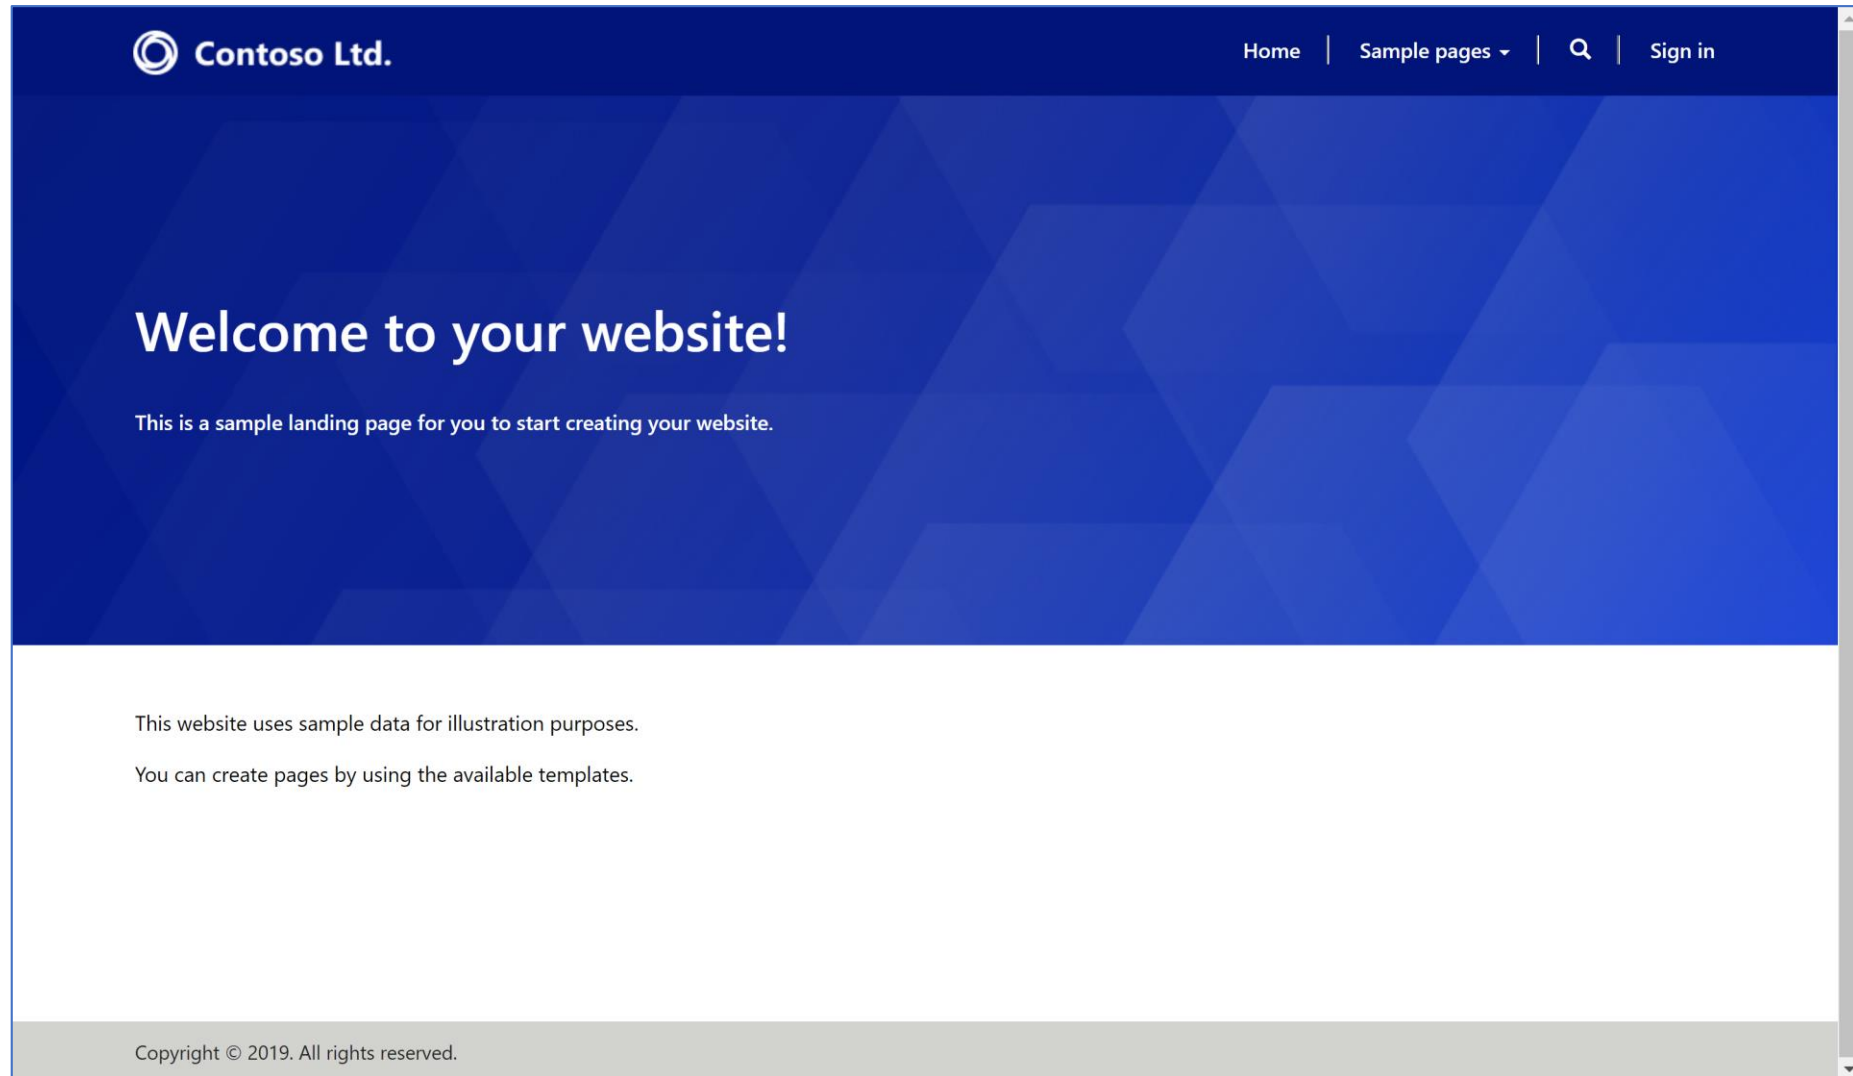 Contoso Ltd.
Home
Sample pages
Sign in
Welcome to your website!
This is a sample landing page for you to start creating your website.
This website uses sample data for illustration purposes.
You can create pages by using the available templates.
Copyright © 2019. All rights reserved.